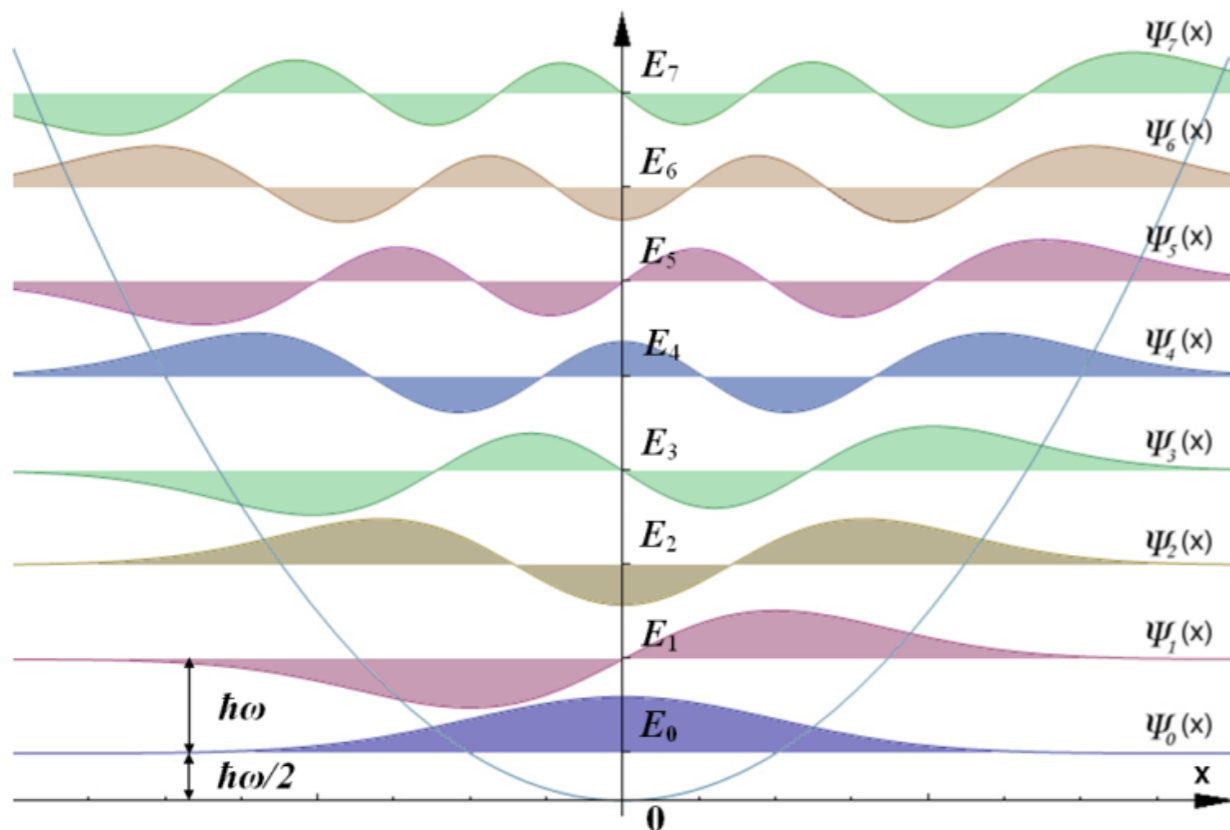 E₇ Ψ₇(x)
E₆ Ψ₆(x)
E₅ Ψ₅(x)
E₄ Ψ₄(x)
E₃ Ψ₃(x)
E₂ Ψ₂(x)
E₁ Ψ₁(x)
ħω
E₀ Ψ₀(x)
ħω/2
x
0